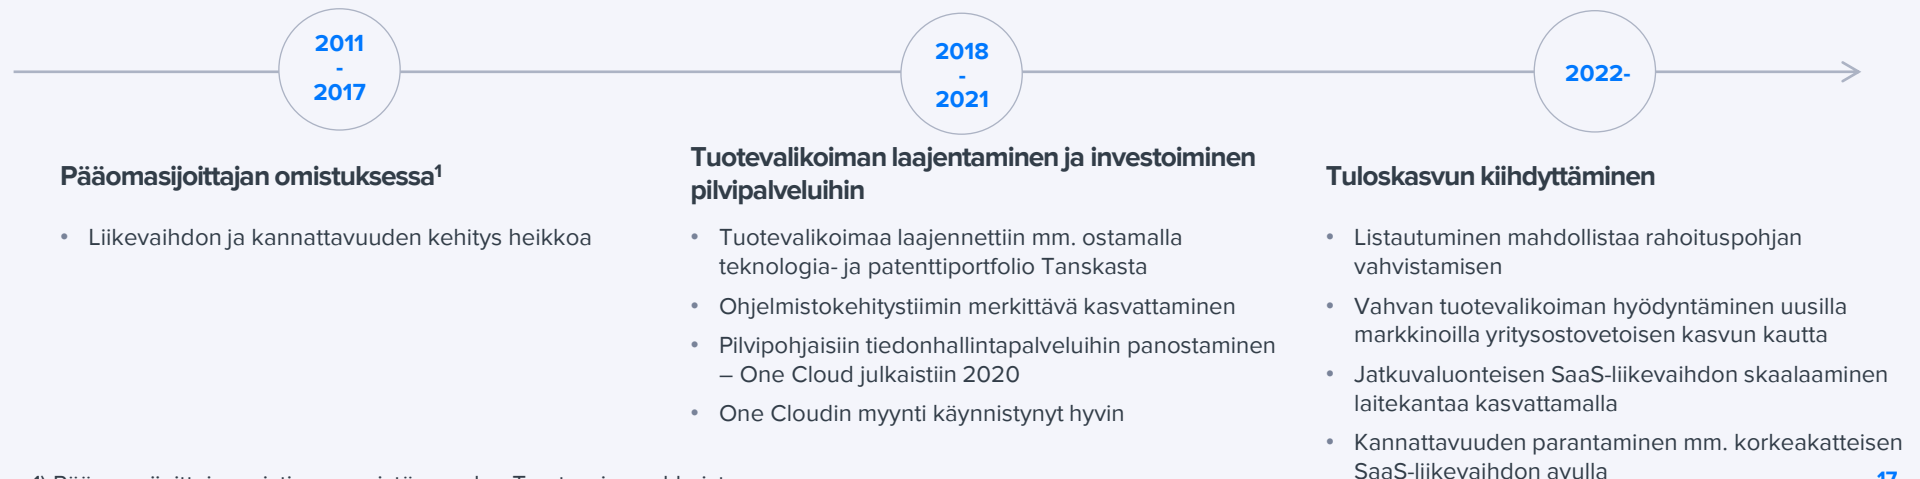 2011
-
2017
2018
-
2021
2022-
Pääomasijoittajan omistuksessa¹
• Liikevaihdon ja kannattavuuden kehitys heikkoa
Tuotevalikoiman laajentaminen ja investoiminen
pilvipalveluihin
• Tuotevalikoimaa laajennettiin mm. ostamalla
teknologia- ja patenttiportfolio Tanskasta
• Ohjelmistokehitystiimin merkittävä kasvattaminen
• Pilvipohjaisiin tiedonhallintapalveluihin panostaminen
– One Cloud julkaistiin 2020
• One Cloudin myynti käynnistynyt hyvin
Tuloskasvun kiihdyttäminen
• Listautuminen mahdollistaa rahoituspohjan
vahvistamisen
• Vahvan tuotevalikoiman hyödyntäminen uusilla
markkinoilla yritysostovetoisen kasvun kautta
• Jatkuvaluonteisen SaaS-liikevaihdon skaalaaminen
laitekantaa kasvattamalla
• Kannattavuuden parantaminen mm. korkeakatteisen
SaaS-liikevaihdon avulla
17